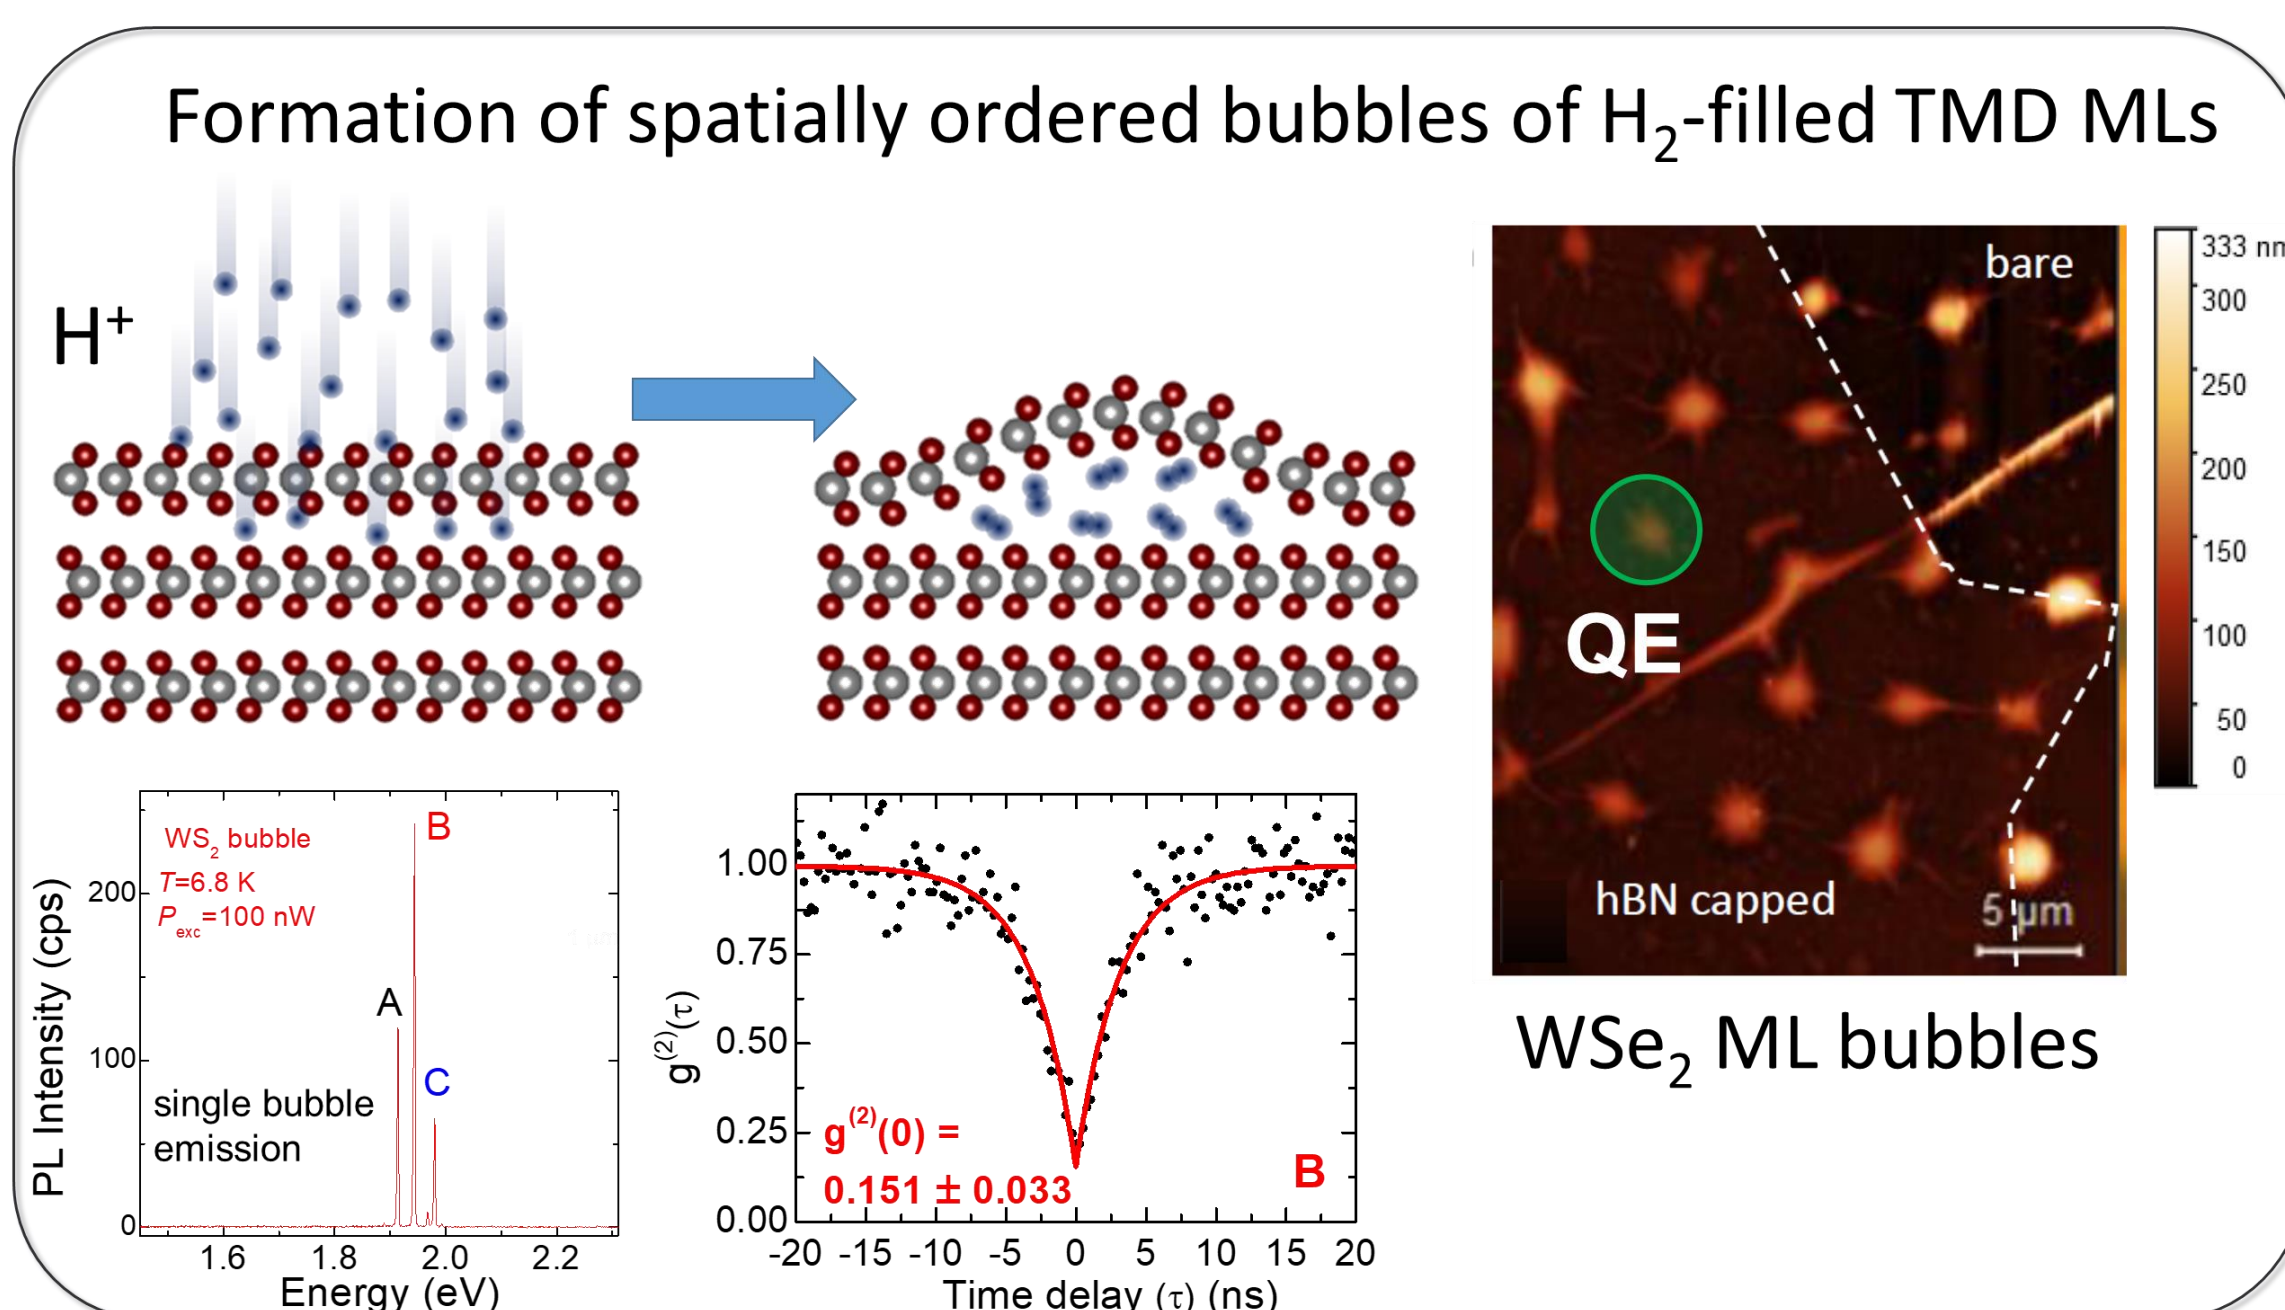 Formation of spatially ordered bubbles of H₂-filled TMD MLs
H⁺
bare
333 nm
300
250
200
150
100
50
0
QE
hBN capped
5 μm
WSe₂ ML bubbles
WS₂ bubble
T=6.8 K
Pexc=100 nW
A
B
C
single bubble
emission
PL Intensity (cps)
200
100
0
1.6 1.8 2.0 2.2
Energy (eV)
g⁽²⁾(τ)
1.00
0.75
0.50
0.25
0.00
g⁽²⁾(0) =
0.151 ± 0.033
B
-20 -15 -10 -5 0 5 10 15 20
Time delay (τ) (ns)